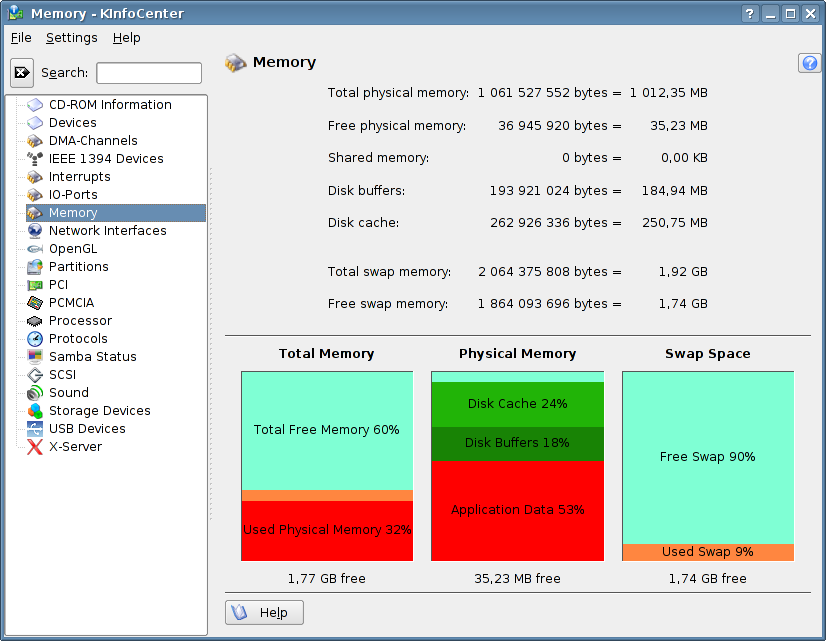 Memory - KInfoCenter
File Settings Help
Search:
CD-ROM Information
Devices
DMA-Channels
IEEE 1394 Devices
Interrupts
IO-Ports
Memory
Network Interfaces
OpenGL
Partitions
PCI
PCMCIA
Processor
Protocols
Samba Status
SCSI
Sound
Storage Devices
USB Devices
X-Server
Memory
Total physical memory: 1 061 527 552 bytes = 1 012,35 MB
Free physical memory: 36 945 920 bytes = 35,23 MB
Shared memory: 0 bytes = 0,00 KB
Disk buffers: 193 921 024 bytes = 184,94 MB
Disk cache: 262 926 336 bytes = 250,75 MB
Total swap memory: 2 064 375 808 bytes = 1,92 GB
Free swap memory: 1 864 093 696 bytes = 1,74 GB
Total Memory
Total Free Memory 60%
Used Physical Memory 32%
1,77 GB free
Physical Memory
Disk Cache 24%
Disk Buffers 18%
Application Data 53%
35,23 MB free
Swap Space
Free Swap 90%
Used Swap 9%
1,74 GB free
Help